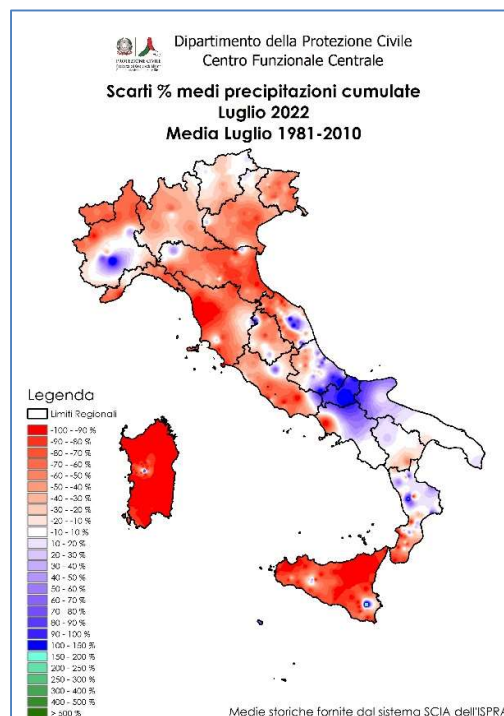 Dipartimento della Protezione Civile
Centro Funzionale Centrale
Scarti % medi precipitazioni cumulate
Luglio 2022
Media Luglio 1981-2010
Legenda
Limiti Regionali
-100 - -90 %
-90 - -80 %
-80 - -70 %
-70 - -60 %
-60 - -50 %
-50 - -40 %
-40 - -30 %
-30 - -20 %
-20 - -10 %
-10 - 10 %
10 - 20 %
20 - 30 %
30 - 40 %
40 - 50 %
50 - 60 %
60 - 70 %
70 - 80 %
80 - 90 %
90 - 100 %
100 - 150 %
150 - 200 %
200 - 250 %
250 - 300 %
300 - 400 %
400 - 500 %
> 500 %
Medie storiche fornite dal sistema SCIA dell'ISPRA